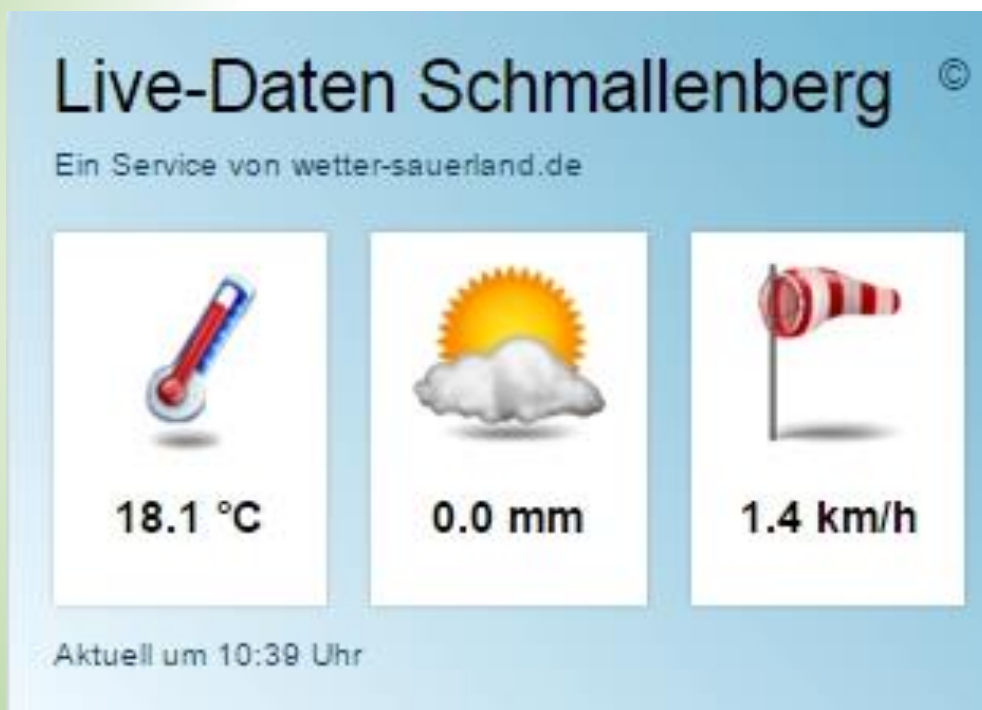 Live-Daten Schmallenberg ©
Ein Service von wetter-sauerland.de
18.1 °C 0.0 mm 1.4 km/h
Aktuell um 10:39 Uhr